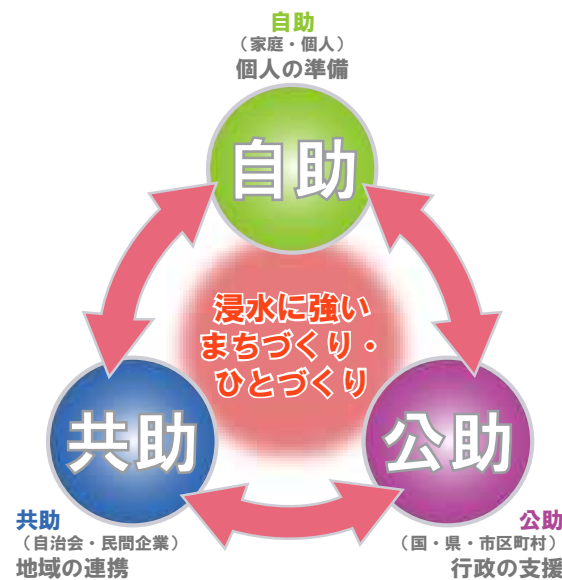 自助
（家庭・個人）
個人の準備
自助
浸水に強い
まちづくり・
ひとづくり
共助
公助
共助
（自治会・民間企業）
地域の連携
公助
（国・県・市区町村）
行政の支援